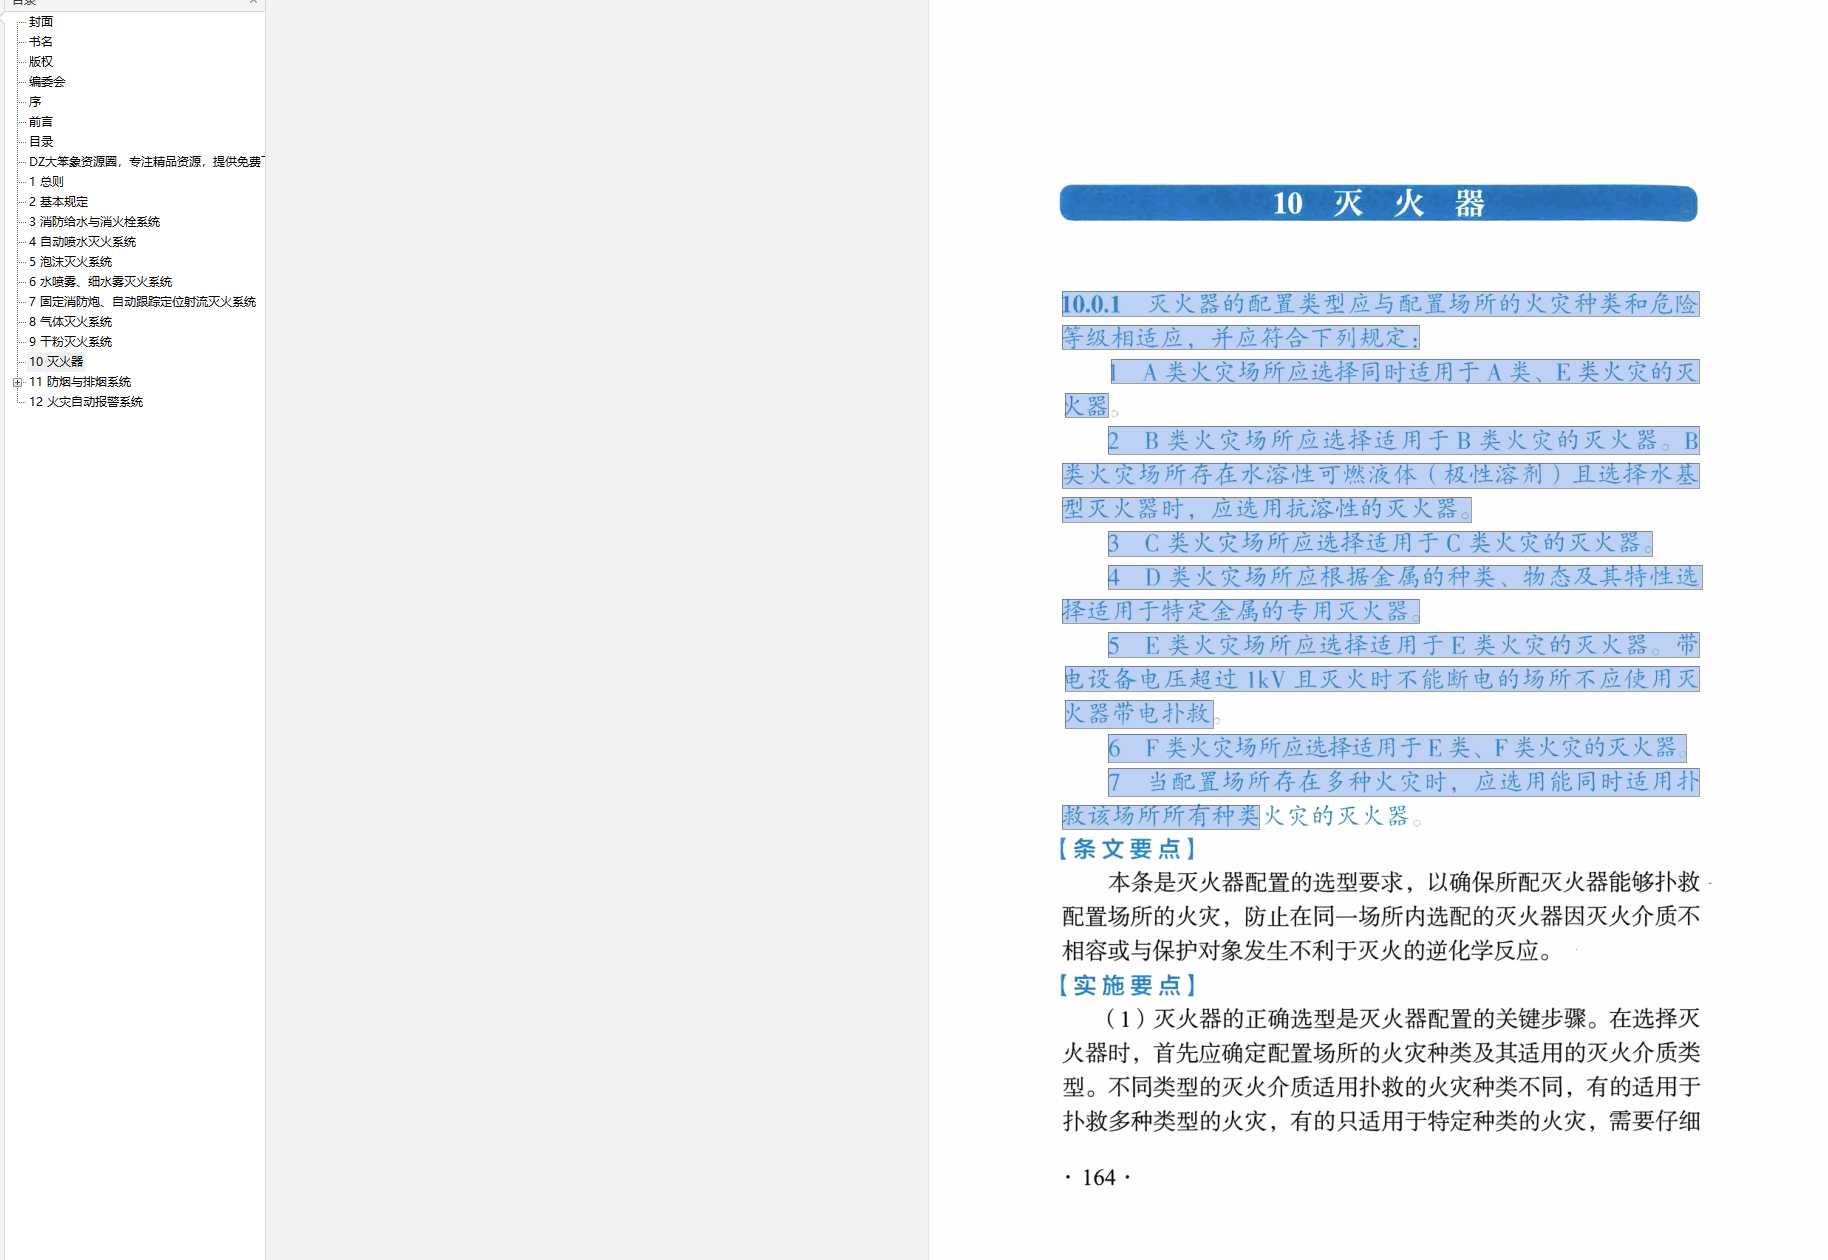 封面
书名
版权
编委会
序
前言
目录
DZ大笨象资源圈，专注精品资源，提供免费
1 总则
2 基本规定
3 消防给水与消火栓系统
4 自动喷水灭火系统
5 泡沫灭火系统
6 水喷雾、细水雾灭火系统
7 固定消防炮、自动跟踪定位射流灭火系统
8 气体灭火系统
9 干粉灭火系统
10 灭火器
11 防烟与排烟系统
12 火灾自动报警系统
10 灭 火 器
10.0.1 灭火器的配置类型应与配置场所的火灾种类和危险
等级相适应，并应符合下列规定：
1 A 类火灾场所应选择同时适用于 A 类、E 类火灾的灭
火器。
2 B 类火灾场所应选择适用于 B 类火灾的灭火器。B
类火灾场所存在水溶性可燃液体（极性溶剂）且选择水基
型灭火器时，应选用抗溶性的灭火器。
3 C 类火灾场所应选择适用于 C 类火灾的灭火器。
4 D 类火灾场所应根据金属的种类、物态及其特性选
择适用于特定金属的专用灭火器。
5 E 类火灾场所应选择适用于 E 类火灾的灭火器。带
电设备电压超过 1kV 且灭火时不能断电的场所不应使用灭
火器带电扑救。
6 F 类火灾场所应选择适用于 E 类、F 类火灾的灭火器。
7 当配置场所存在多种火灾时，应选用能同时适用扑
救该场所所有种类火灾的灭火器。
【条文要点】
本条是灭火器配置的选型要求，以确保所配灭火器能够扑救
配置场所的火灾，防止在同一场所内选配的灭火器因灭火介质不
相容或与保护对象发生不利于灭火的逆化学反应。
【实施要点】
（1）灭火器的正确选型是灭火器配置的关键步骤。在选择灭
火器时，首先应确定配置场所的火灾种类及其适用的灭火介质类
型。不同类型的灭火介质适用扑救的火灾种类不同，有的适用于
扑救多种类型的火灾，有的只适用于特定种类的火灾，需要仔细
· 164 ·